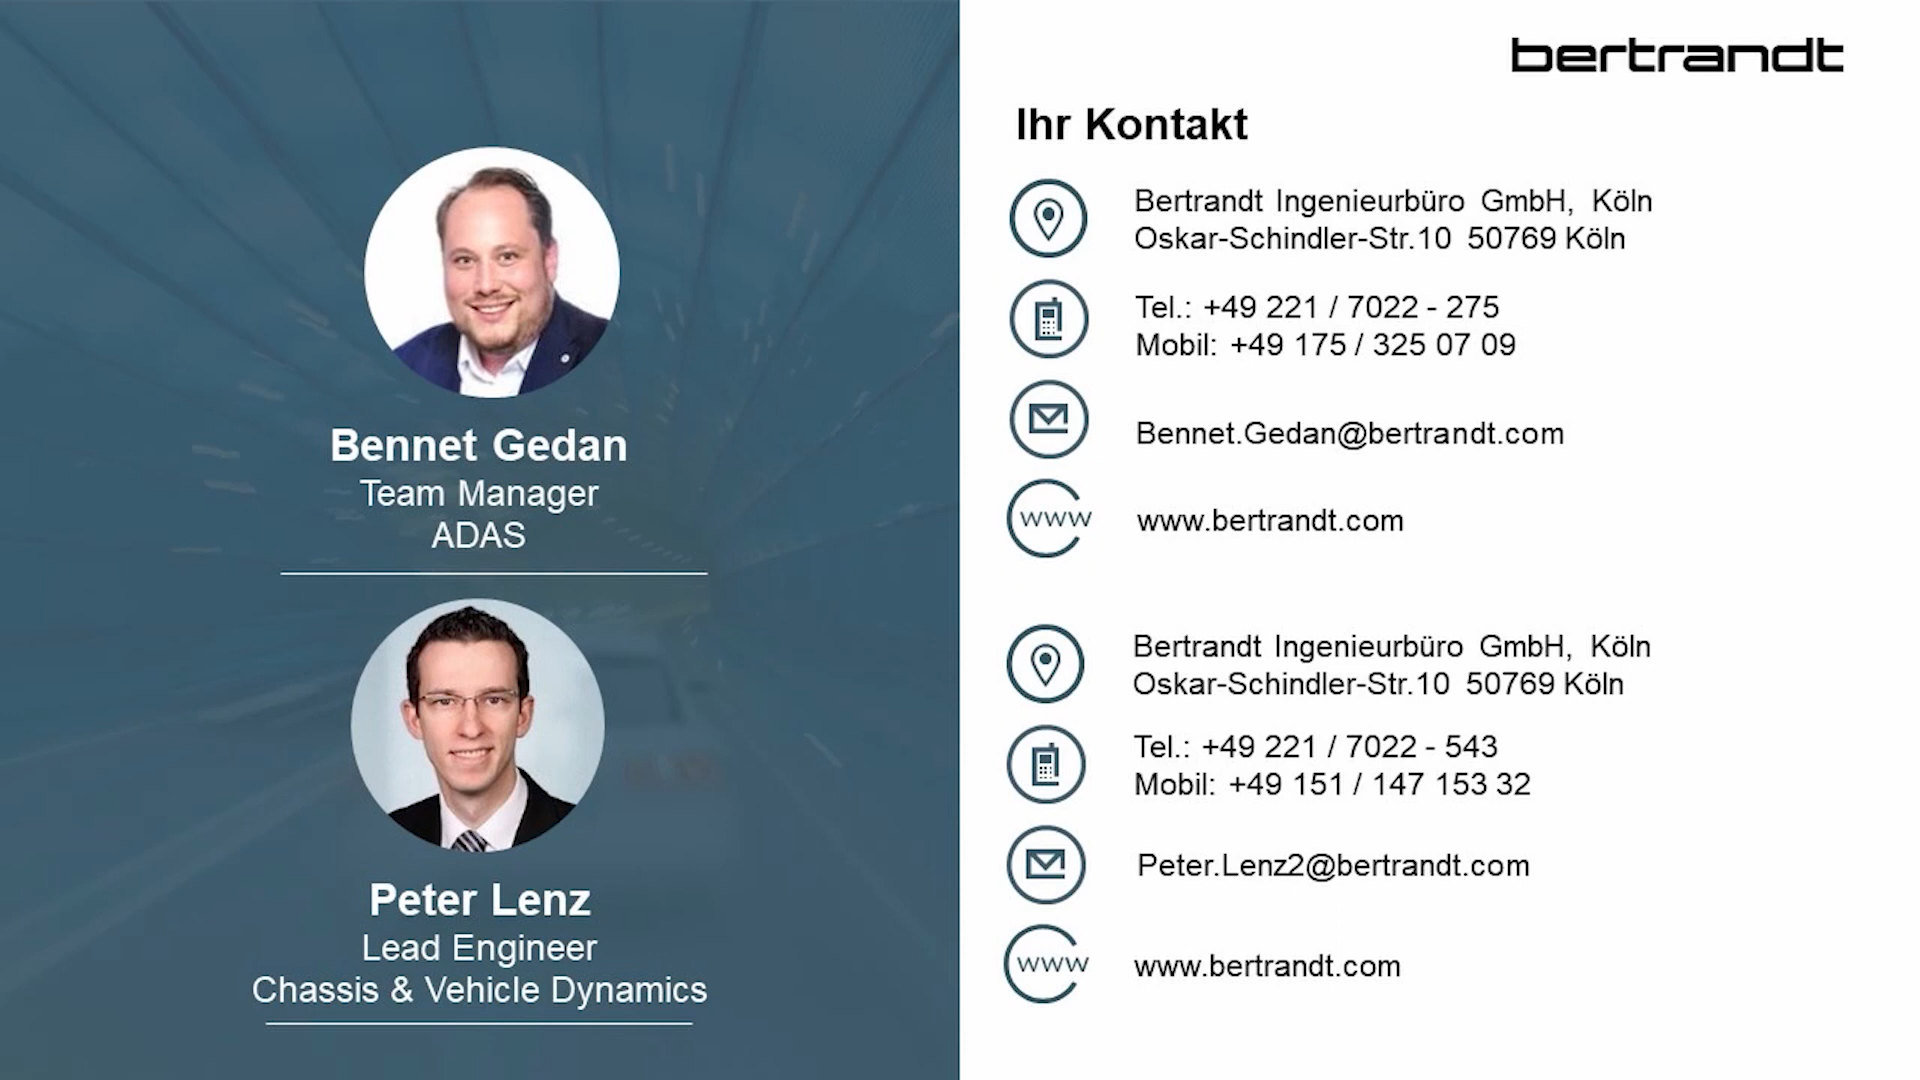 bertrandt
Ihr Kontakt
Bennet Gedan
Team Manager
ADAS
Bertrandt Ingenieurbüro GmbH, Köln
Oskar-Schindler-Str.10 50769 Köln
Tel.: +49 221 / 7022 - 275
Mobil: +49 175 / 325 07 09
Bennet.Gedan@bertrandt.com
www
www.bertrandt.com
Peter Lenz
Lead Engineer
Chassis & Vehicle Dynamics
Bertrandt Ingenieurbüro GmbH, Köln
Oskar-Schindler-Str.10 50769 Köln
Tel.: +49 221 / 7022 - 543
Mobil: +49 151 / 147 153 32
Peter.Lenz2@bertrandt.com
www
www.bertrandt.com